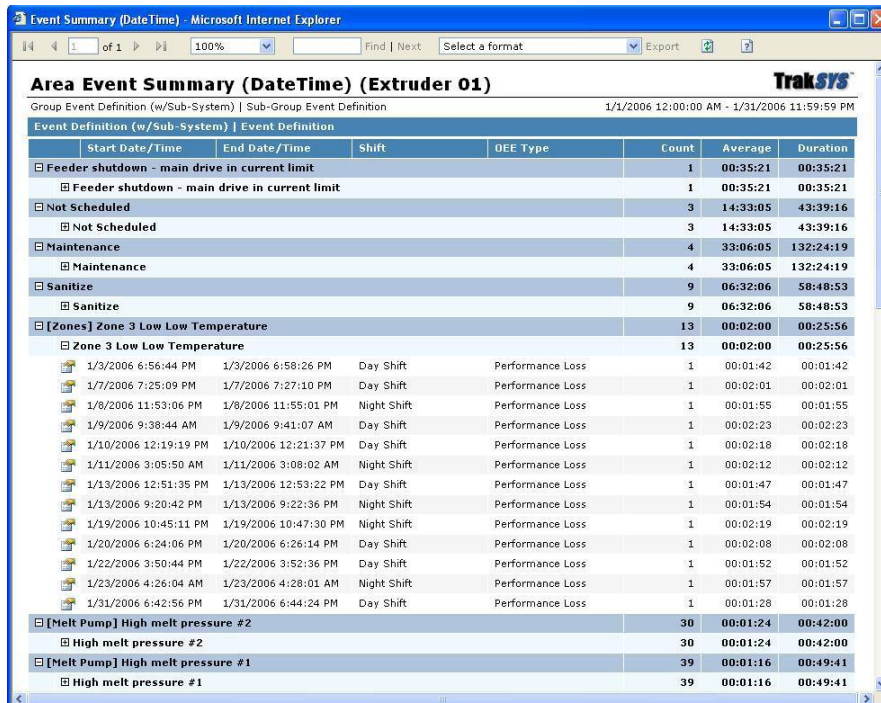 Event Summary (DateTime) - Microsoft Internet Explorer
1 of 1 100% Find | Next Select a format Export
Area Event Summary (DateTime) (Extruder 01) TrakSYS
Group Event Definition (w/Sub-System) | Sub-Group Event Definition 1/1/2006 12:00:00 AM - 1/31/2006 11:59:59 PM
Event Definition (w/Sub-System) | Event Definition
Start Date/Time End Date/Time Shift OEE Type Count Average Duration
Feeder shutdown - main drive in current limit 1 00:35:21 00:35:21
Feeder shutdown - main drive in current limit 1 00:35:21 00:35:21
Not Scheduled 3 14:33:05 43:39:16
Not Scheduled 3 14:33:05 43:39:16
Maintenance 4 33:06:05 132:24:19
Maintenance 4 33:06:05 132:24:19
Sanitize 9 06:32:06 58:48:53
Sanitize 9 06:32:06 58:48:53
[Zones] Zone 3 Low Low Temperature 13 00:02:00 00:25:56
Zone 3 Low Low Temperature 13 00:02:00 00:25:56
1/3/2006 6:56:44 PM 1/3/2006 6:58:26 PM Day Shift Performance Loss 1 00:01:42 00:01:42
1/7/2006 7:25:09 PM 1/7/2006 7:27:10 PM Day Shift Performance Loss 1 00:02:01 00:02:01
1/8/2006 11:53:06 PM 1/8/2006 11:55:01 PM Night Shift Performance Loss 1 00:01:55 00:01:55
1/9/2006 9:38:44 AM 1/9/2006 9:41:07 AM Day Shift Performance Loss 1 00:02:23 00:02:23
1/10/2006 12:19:19 PM 1/10/2006 12:21:37 PM Day Shift Performance Loss 1 00:02:18 00:02:18
1/11/2006 3:05:50 AM 1/11/2006 3:08:02 AM Night Shift Performance Loss 1 00:02:12 00:02:12
1/13/2006 12:51:35 PM 1/13/2006 12:53:22 PM Day Shift Performance Loss 1 00:01:47 00:01:47
1/13/2006 9:20:42 PM 1/13/2006 9:22:36 PM Night Shift Performance Loss 1 00:01:54 00:01:54
1/19/2006 10:45:11 PM 1/19/2006 10:47:30 PM Night Shift Performance Loss 1 00:02:19 00:02:19
1/20/2006 6:24:06 PM 1/20/2006 6:26:14 PM Day Shift Performance Loss 1 00:02:08 00:02:08
1/22/2006 3:50:44 PM 1/22/2006 3:52:36 PM Day Shift Performance Loss 1 00:01:52 00:01:52
1/23/2006 4:26:04 AM 1/23/2006 4:28:01 AM Night Shift Performance Loss 1 00:01:57 00:01:57
1/31/2006 6:42:56 PM 1/31/2006 6:44:24 PM Day Shift Performance Loss 1 00:01:28 00:01:28
[Melt Pump] High melt pressure #2 30 00:01:24 00:42:00
High melt pressure #2 30 00:01:24 00:42:00
[Melt Pump] High melt pressure #1 39 00:01:16 00:49:41
High melt pressure #1 39 00:01:16 00:49:41